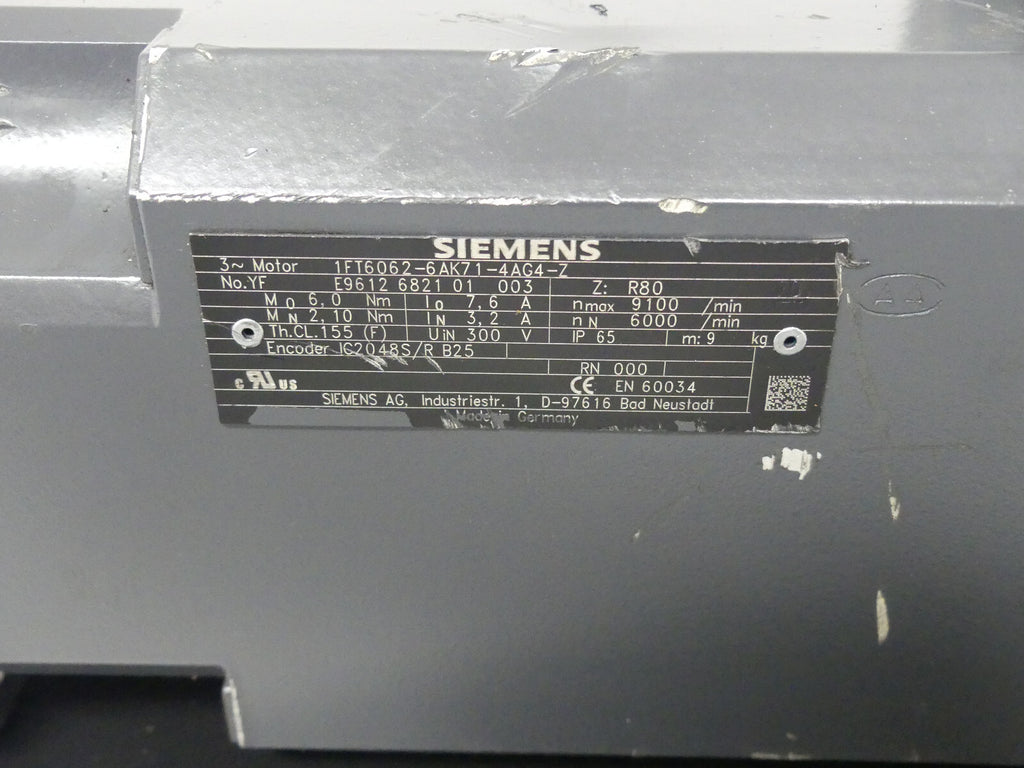 SIEMENS
3~ Motor 1FT6062-6AK71-4AG4-Z
No.YF E9612 6821 01 003 Z: R80
M0 6,0 Nm I0 7,6 A nmax 9100 /min
MN 2,10 Nm IN 3,2 A nN 6000 /min
Th.CL.155 (F) UiN 300 V IP 65 m: 9 kg
Encoder IC2048S/R B25
RN 000
c RU US CE EN 60034
SIEMENS AG, Industriestr. 1, D-97616 Bad Neustadt
Made in Germany